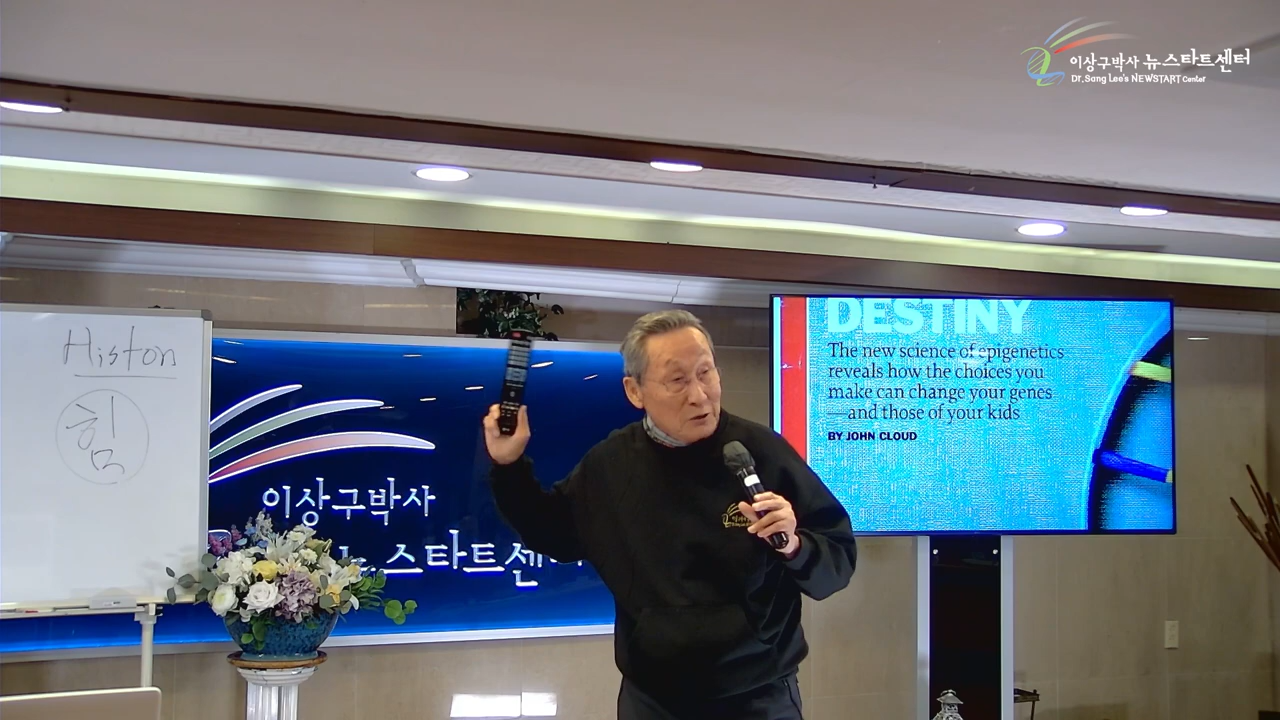 이상구박사 뉴스타트센터
Dr. Sang Lee's NEWSTART Center
Histon
힘
이상구박사
뉴스타트센터
DESTINY
The new science of epigenetics
reveals how the choices you
make can change your genes
—and those of your kids
BY JOHN CLOUD